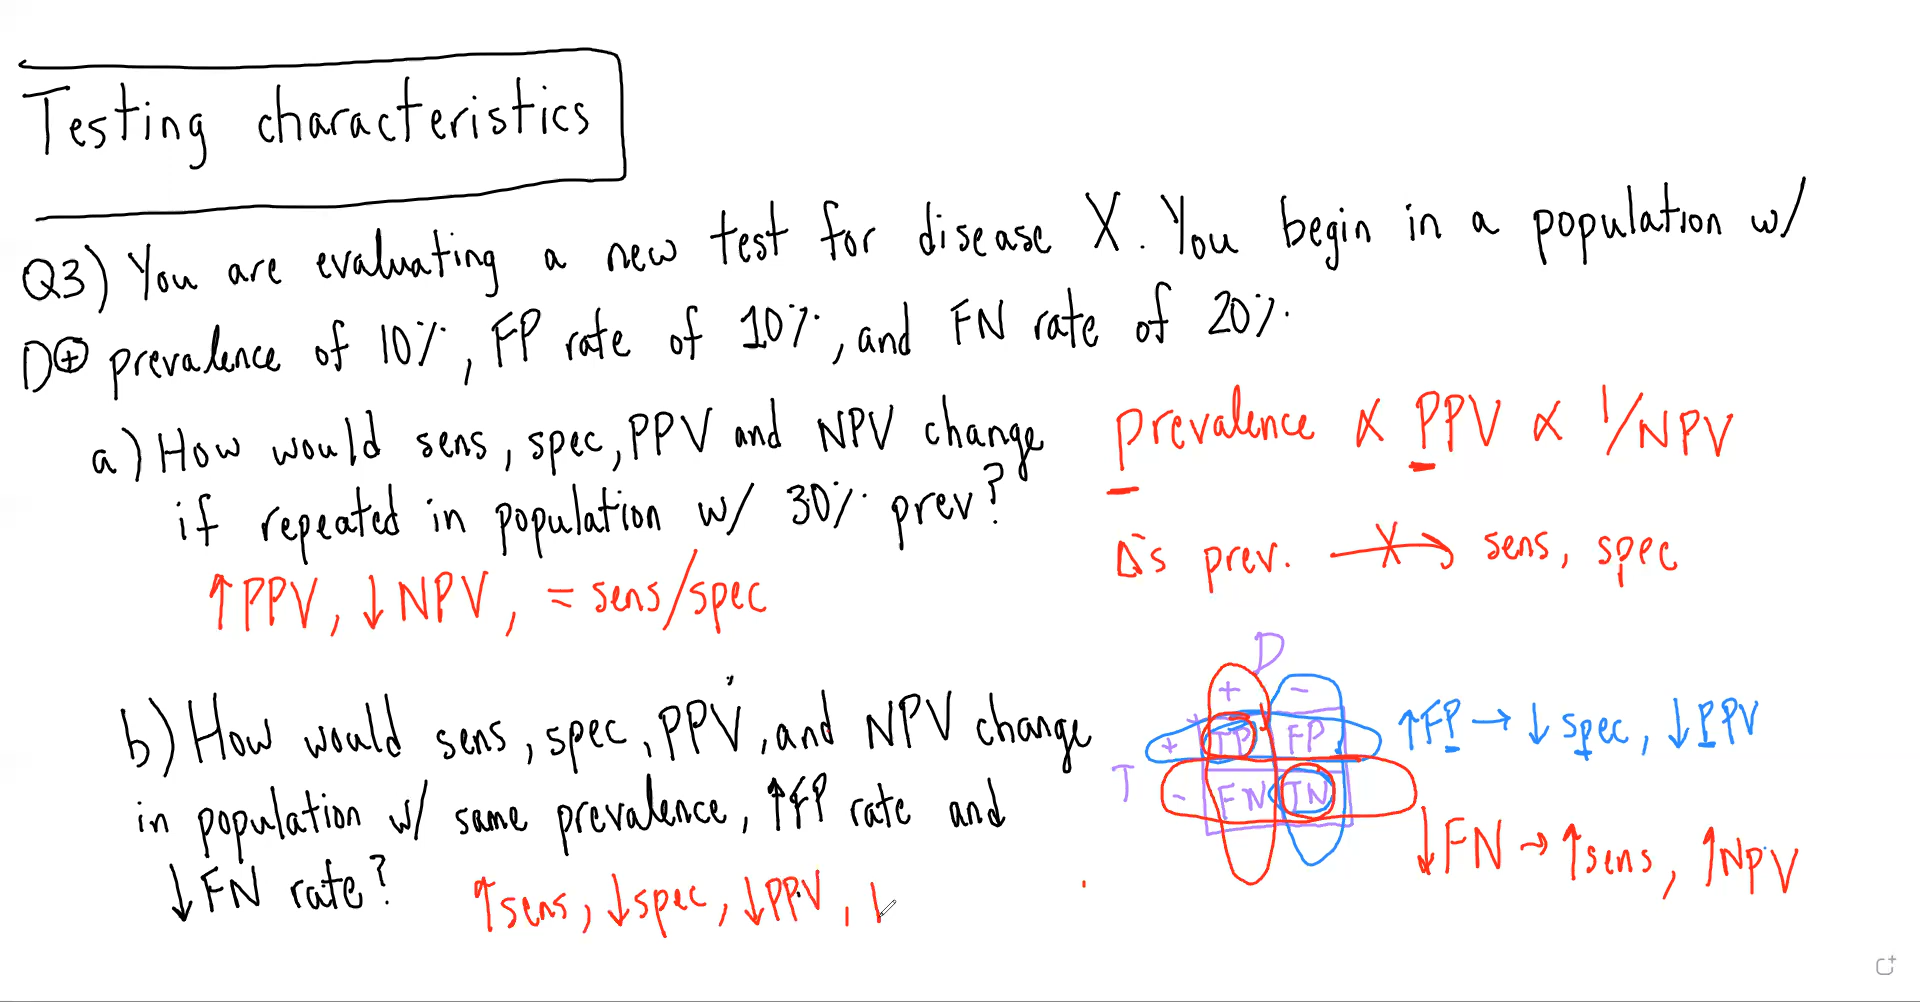 Testing characteristics
Q3) You are evaluating a new test for disease X. You begin in a population w/
D⊕ prevalence of 10%, FP rate of 10%, and FN rate of 20%.
a) How would sens, spec, PPV and NPV change
if repeated in population w/ 30% prev?
↑PPV, ↓NPV, = sens/spec
prevalence ∝ PPV ∝ 1/NPV
Δs prev. sens, spec
b) How would sens, spec, PPV, and NPV change
in population w/ same prevalence, ↑FP rate and
↓FN rate?
↑sens, ↓spec, ↓PPV,
D
+ -
+ TP FP
T
- FN TN
↑FP → ↓spec, ↓PPV
↓FN → ↑sens, ↑NPV